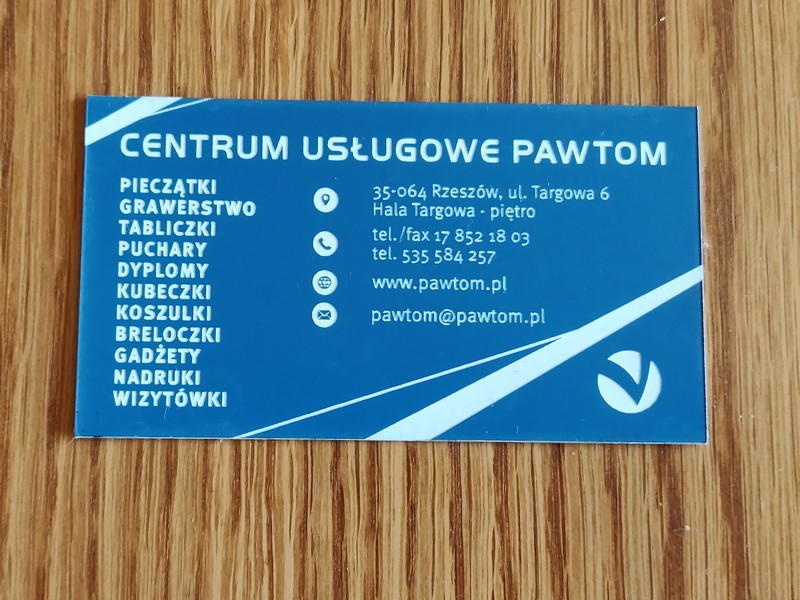 CENTRUM USŁUGOWE PAWTOM
PIECZĄTKI
GRAWERSTWO
TABLICZKI
PUCHARY
DYPLOMY
KUBECZKI
KOSZULKI
BRELOCZKI
GADŻETY
NADRUKI
WIZYTÓWKI
35-064 Rzeszów, ul. Targowa 6
Hala Targowa - piętro
tel./fax 17 852 18 03
tel. 535 584 257
www.pawtom.pl
pawtom@pawtom.pl